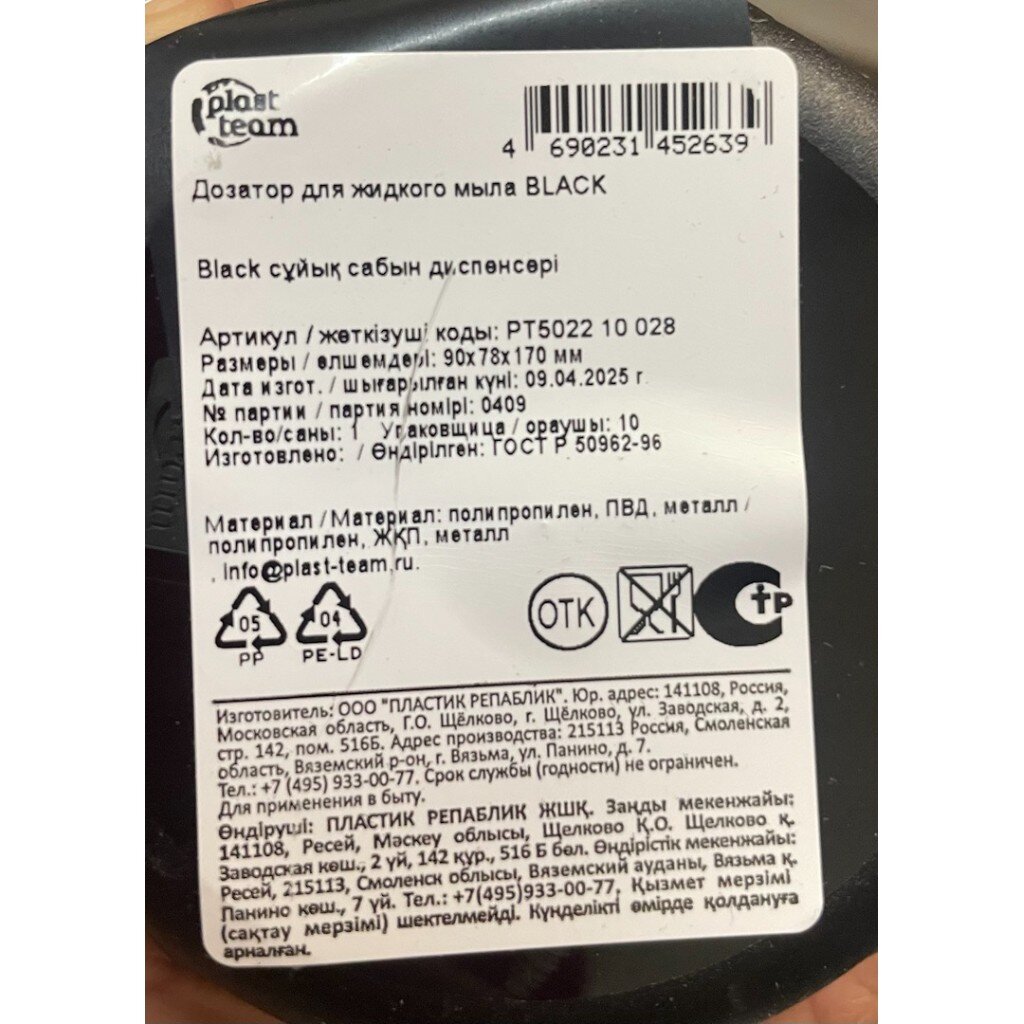 plast
team
4 690231 452639
Дозатор для жидкого мыла BLACK
Black сұйық сабын диспенсері
Артикул / жеткізуші коды: PT5022 10 028
Размеры / өлшемдері: 90x78x170 мм
Дата изгот. / шығарылған күні: 09.04.2025 г.
№ партии / партия номірі: 0409
Кол-во/саны: 1 Упаковщица / ораушы: 10
Изготовлено: / Өндірілген: ГОСТ Р 50962-96
Материал / Материал: полипропилен, ПВД, металл /
полипропилен, ЖҚП, металл
, info@plast-team.ru.
05 04 ОТК
PP PE-LD
Изготовитель: ООО "ПЛАСТИК РЕПАБЛИК". Юр. адрес: 141108, Россия,
Московская область, Г.О. Щёлково, г. Щёлково, ул. Заводская, д. 2,
стр. 142, пом. 516Б. Адрес производства: 215113 Россия, Смоленская
область, Вяземский р-он, г. Вязьма, ул. Панино, д. 7.
Тел.: +7 (495) 933-00-77. Срок службы (годности) не ограничен.
Для применения в быту.
Өндіруші: ПЛАСТИК РЕПАБЛИК ЖШҚ. Заңды мекенжайы:
141108, Ресей, Мәскеу облысы, Щелково Қ.О. Щелково қ.
Заводская көш., 2 үй, 142 құр., 516 Б бөл. Өндірістік мекенжайы:
Ресей, 215113, Смоленск облысы, Вяземский ауданы, Вязьма қ.
Панино көш., 7 үй. Тел.: +7(495)933-00-77. Қызмет мерзімі
(сақтау мерзімі) шектелмейді. Күнделікті өмірде қолдануға
арналған.